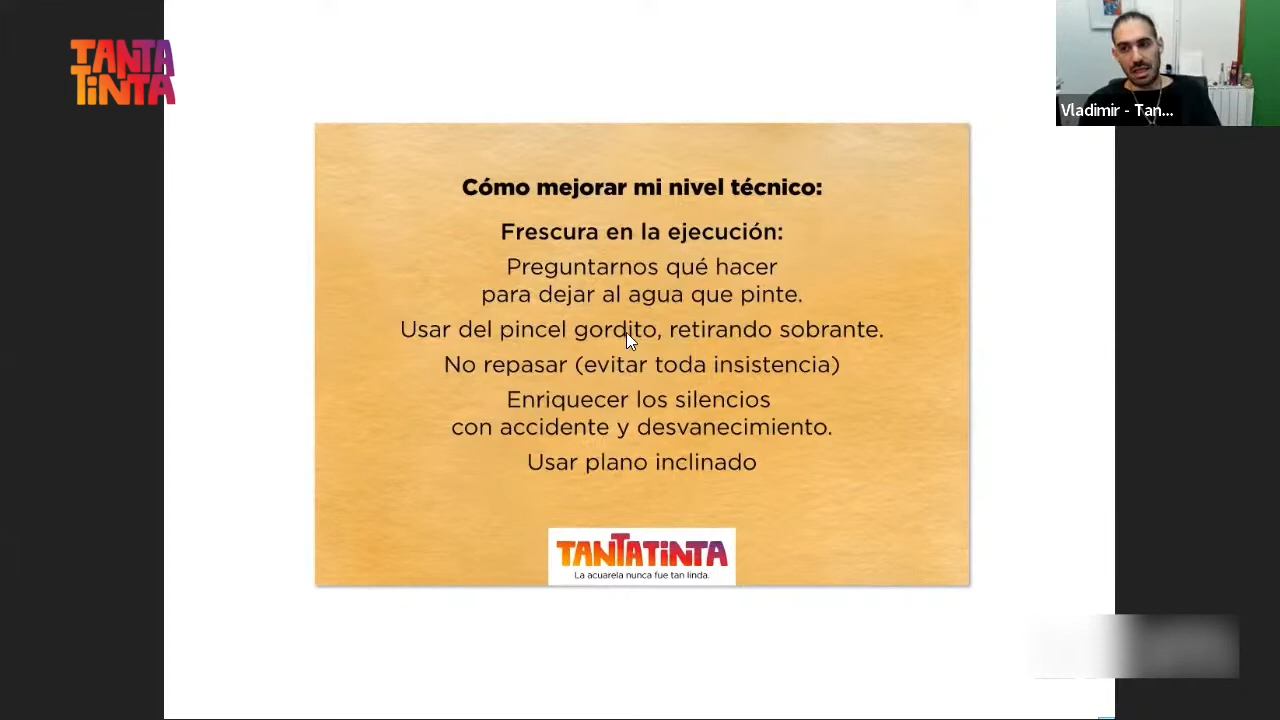 TANTA
TiNTA
Vladimir - Tan...
Cómo mejorar mi nivel técnico:
Frescura en la ejecución:
Preguntarnos qué hacer
para dejar al agua que pinte.
Usar del pincel gordito, retirando sobrante.
No repasar (evitar toda insistencia)
Enriquecer los silencios
con accidente y desvanecimiento.
Usar plano inclinado
TANTATiNTA
La acuarela nunca fue tan linda.